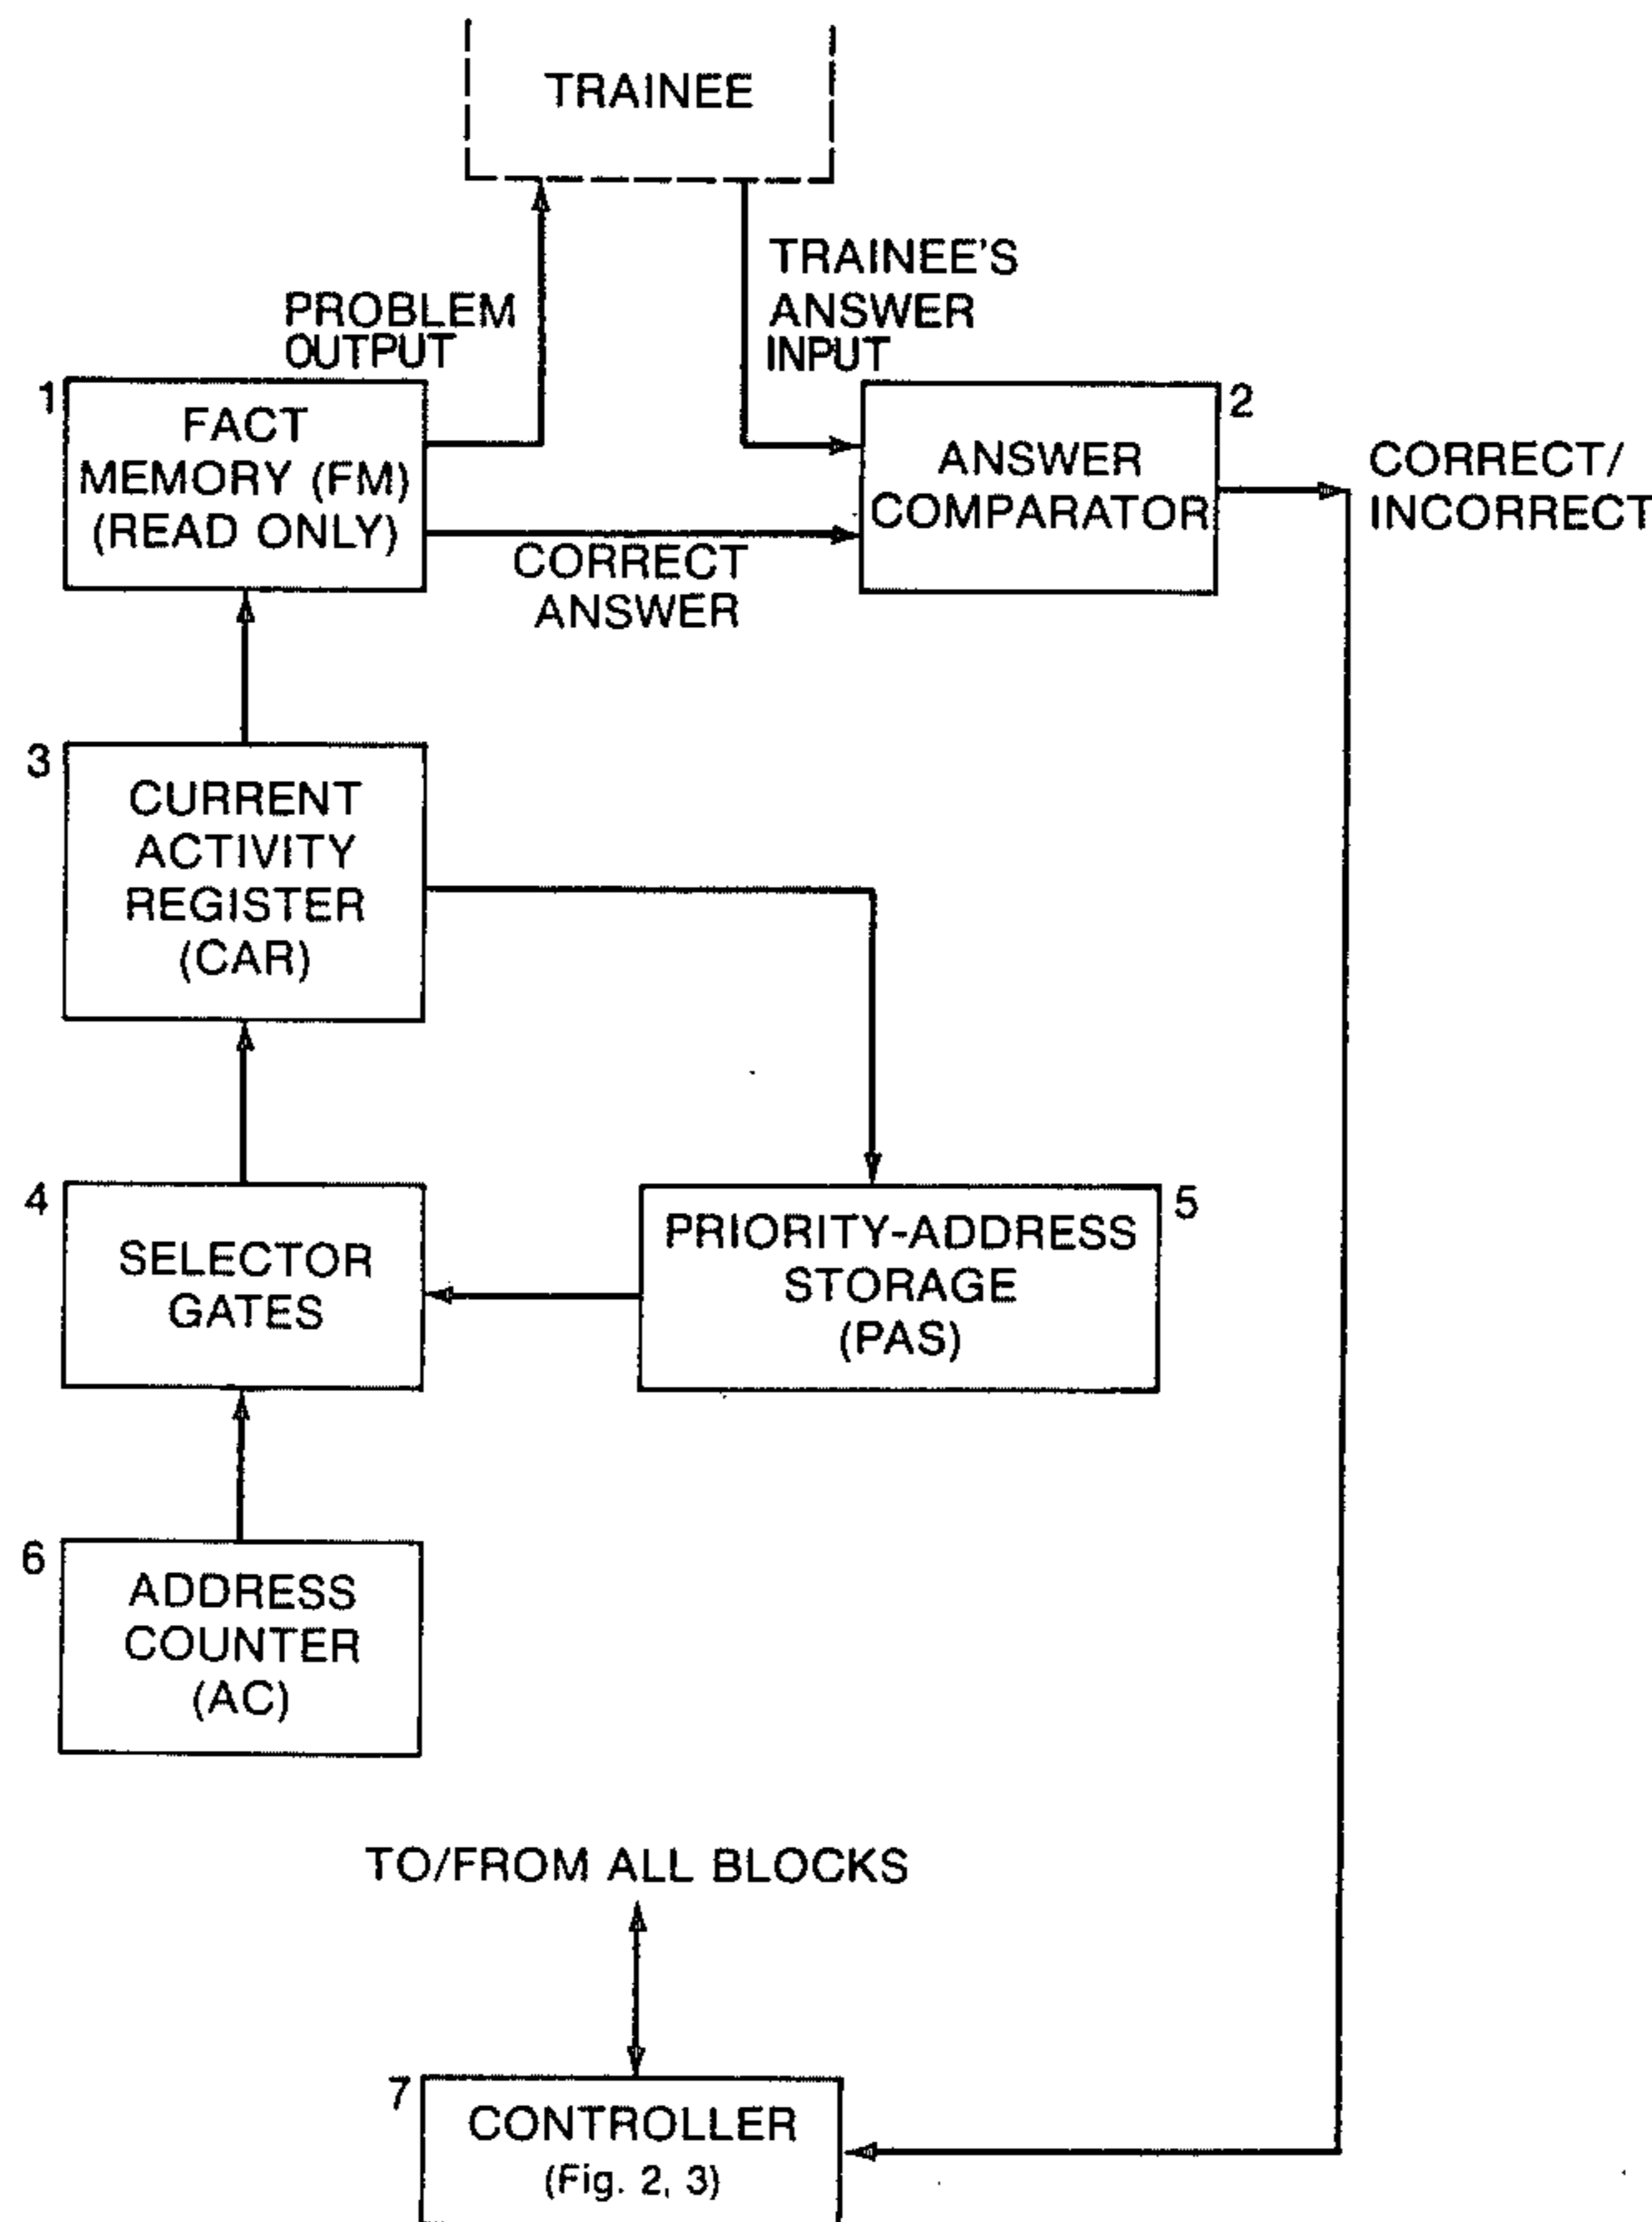 TRAINEE
PROBLEM
OUTPUT
TRAINEE'S
ANSWER
INPUT
1
FACT
MEMORY (FM)
(READ ONLY)
2
ANSWER
COMPARATOR
CORRECT/
INCORRECT
CORRECT
ANSWER
3
CURRENT
ACTIVITY
REGISTER
(CAR)
4
SELECTOR
GATES
5
PRIORITY-ADDRESS
STORAGE
(PAS)
6
ADDRESS
COUNTER
(AC)
TO/FROM ALL BLOCKS
7
CONTROLLER
(Fig. 2, 3)